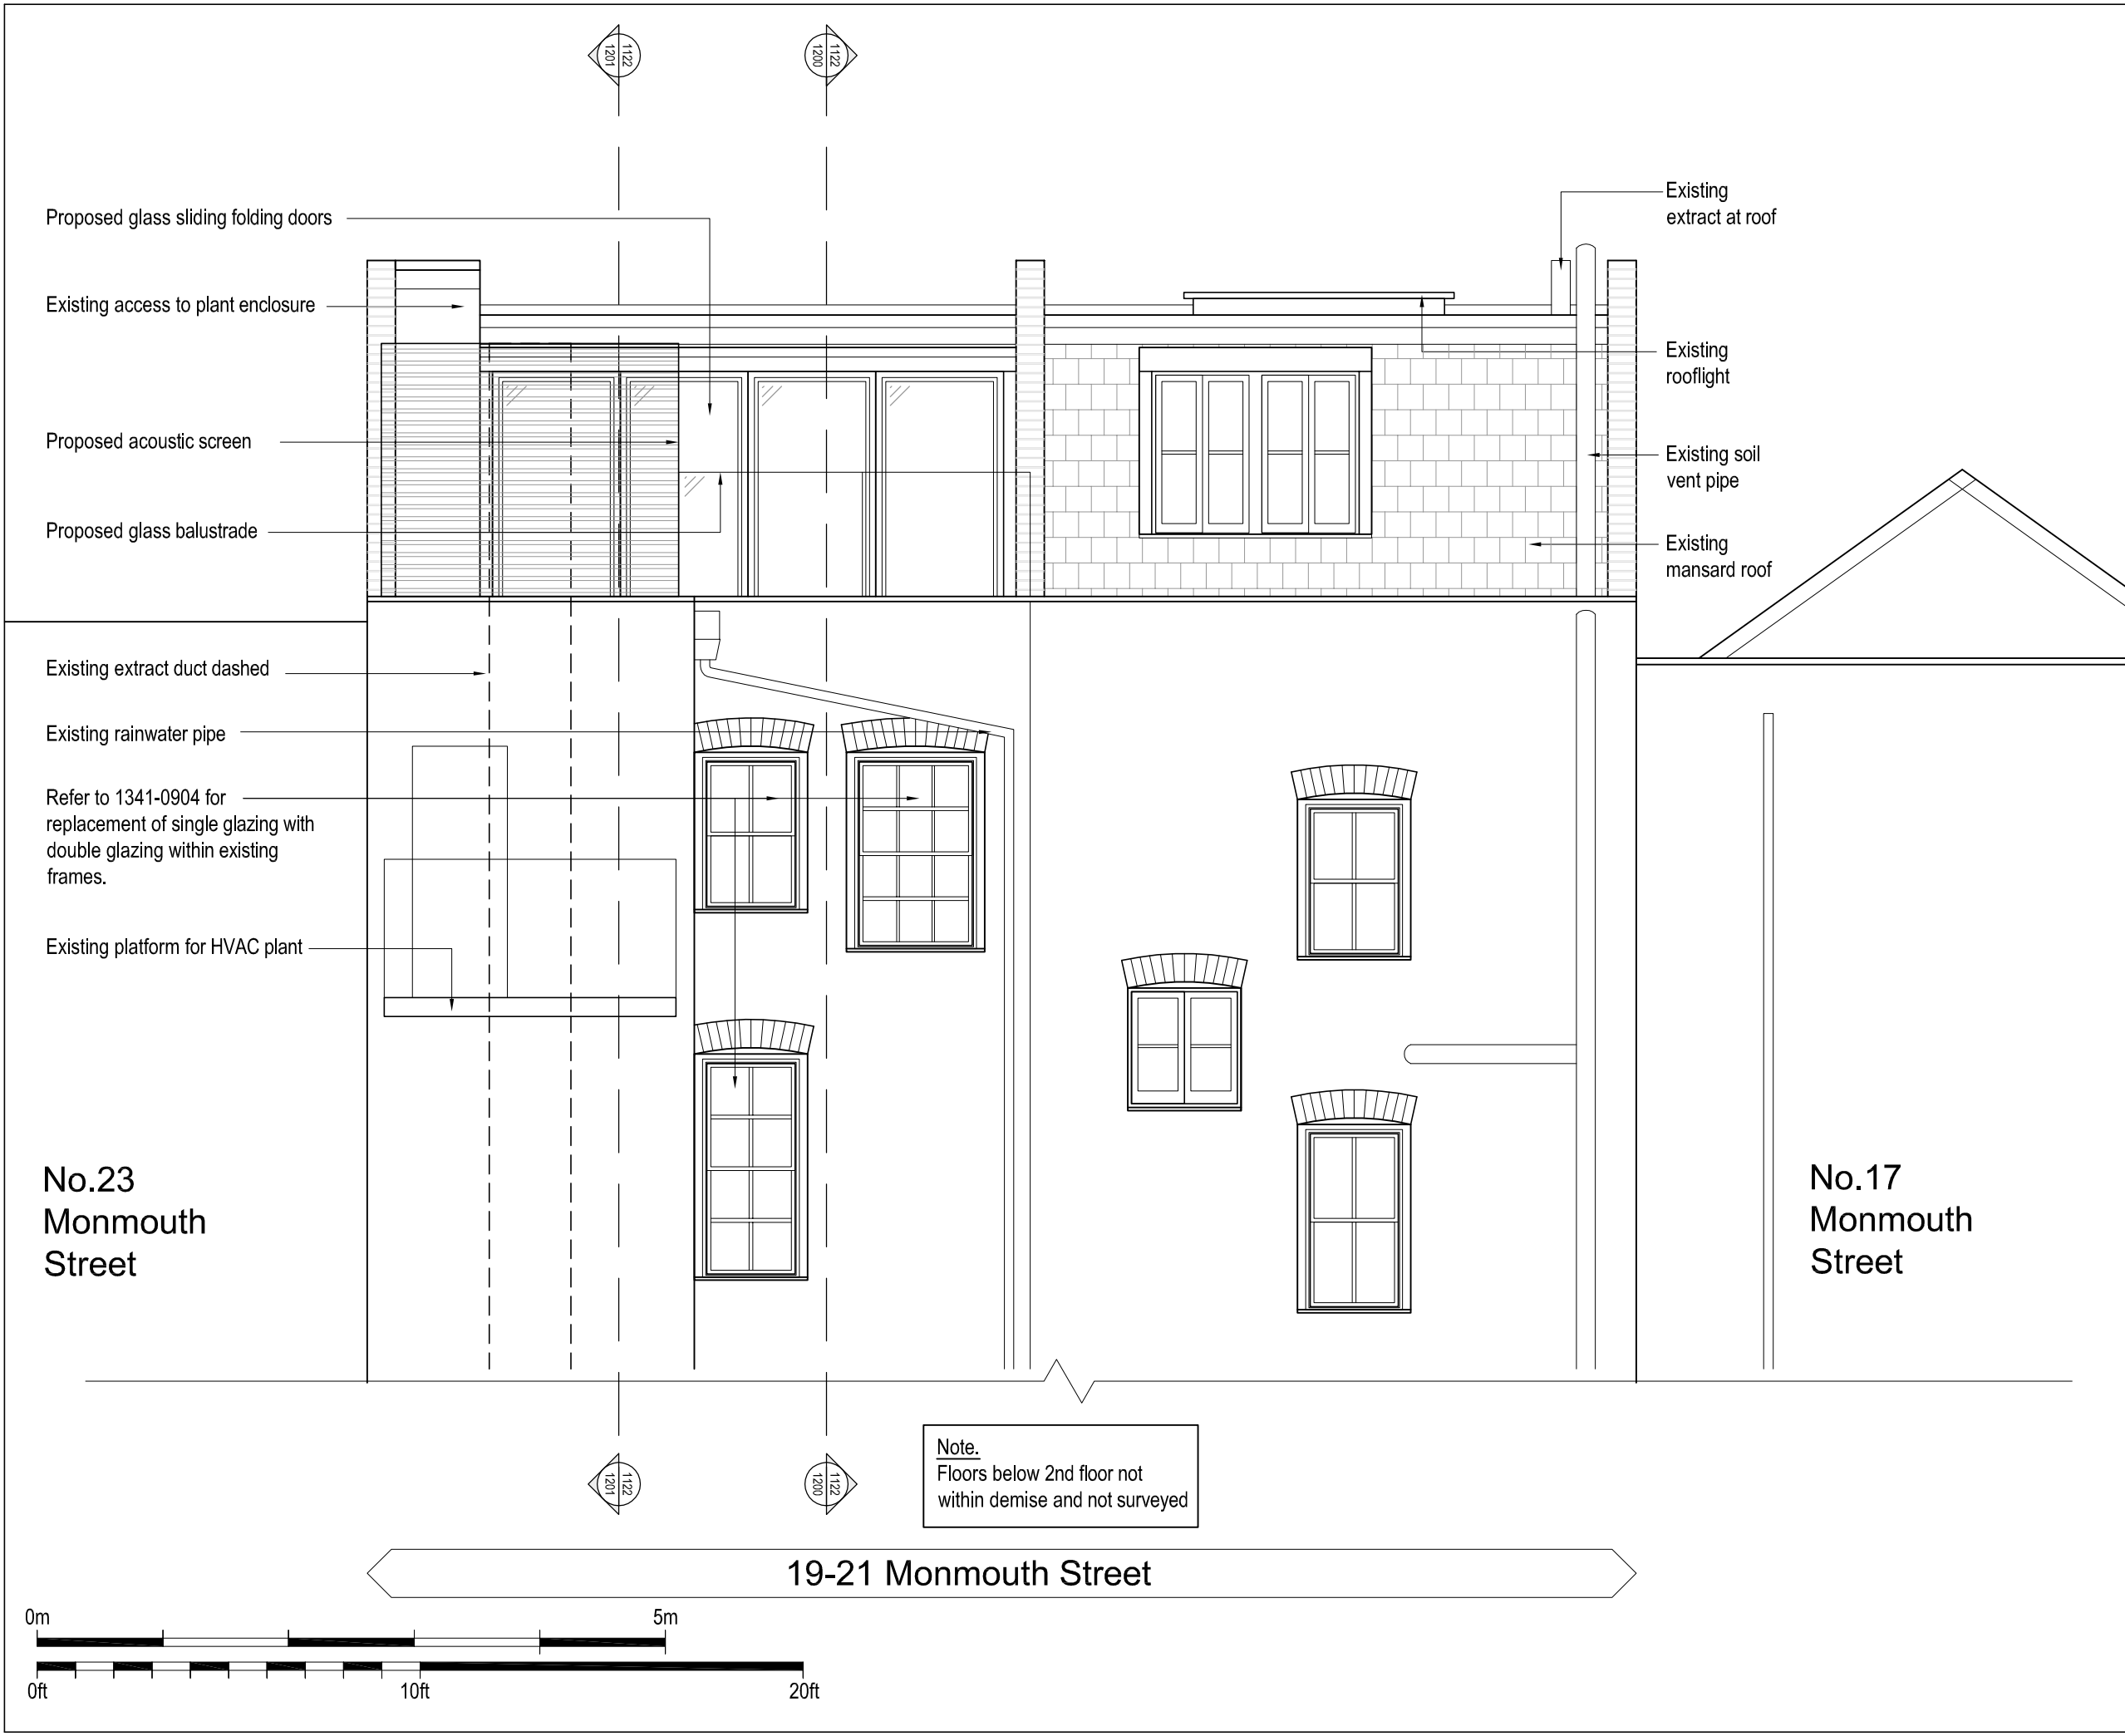 1122
1201
1122
1200
Proposed glass sliding folding doors
Existing access to plant enclosure
Proposed acoustic screen
Proposed glass balustrade
Existing
extract at roof
Existing
rooflight
Existing soil
vent pipe
Existing
mansard roof
Existing extract duct dashed
Existing rainwater pipe
Refer to 1341-0904 for
replacement of single glazing with
double glazing within existing
frames.
Existing platform for HVAC plant
No.23
Monmouth
Street
No.17
Monmouth
Street
1122
1201
1122
1200
Note.
Floors below 2nd floor not
within demise and not surveyed
19-21 Monmouth Street
0m
5m
0ft
10ft
20ft